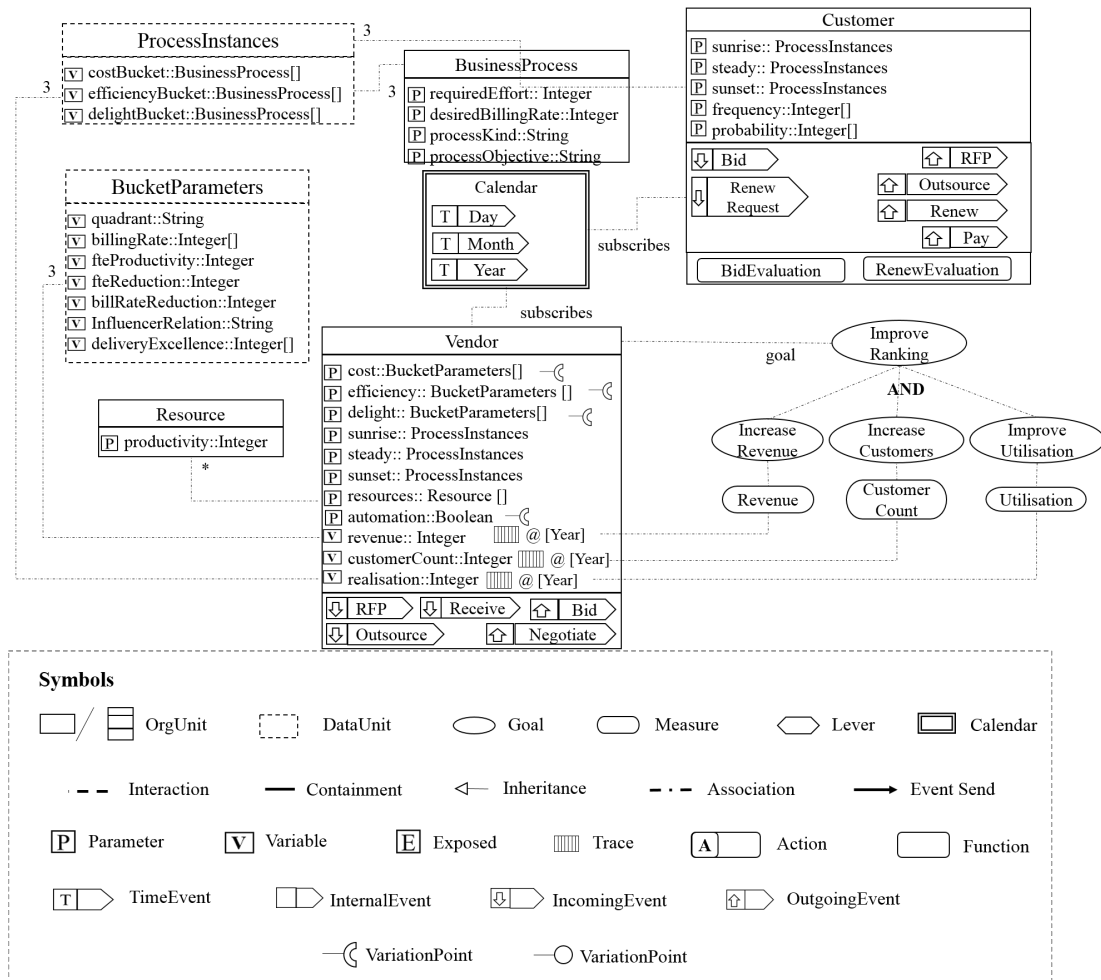 ProcessInstances
V costBucket::BusinessProcess[]
V efficiencyBucket::BusinessProcess[]
V delightBucket::BusinessProcess[]
3
3
3
BusinessProcess
P requiredEffort:: Integer
P desiredBillingRate::Integer
P processKind::String
P processObjective::String
Customer
P sunrise:: ProcessInstances
P steady:: ProcessInstances
P sunset:: ProcessInstances
P frequency::Integer[]
P probability::Integer[]
Bid
Renew
Request
RFP
Outsource
Renew
Pay
BidEvaluation
RenewEvaluation
BucketParameters
V quadrant::String
V billingRate::Integer[]
V fteProductivity::Integer
V fteReduction::Integer
V billRateReduction::Integer
V InfluencerRelation::String
V deliveryExcellence::Integer[]
3
Calendar
T Day
T Month
T Year
subscribes
subscribes
Resource
P productivity::Integer
*
Vendor
P cost::BucketParameters[]
P efficiency:: BucketParameters []
P delight:: BucketParameters[]
P sunrise:: ProcessInstances
P steady:: ProcessInstances
P sunset:: ProcessInstances
P resources:: Resource []
P automation::Boolean
V revenue:: Integer @ [Year]
V customerCount::Integer @ [Year]
V realisation::Integer @ [Year]
RFP
Receive
Bid
Outsource
Negotiate
goal
Improve
Ranking
AND
Increase
Revenue
Increase
Customers
Improve
Utilisation
Revenue
Customer
Count
Utilisation
Symbols
OrgUnit
DataUnit
Goal
Measure
Lever
Calendar
Interaction
Containment
Inheritance
Association
Event Send
P Parameter
V Variable
E Exposed
Trace
A Action
Function
T TimeEvent
InternalEvent
IncomingEvent
OutgoingEvent
VariationPoint
VariationPoint